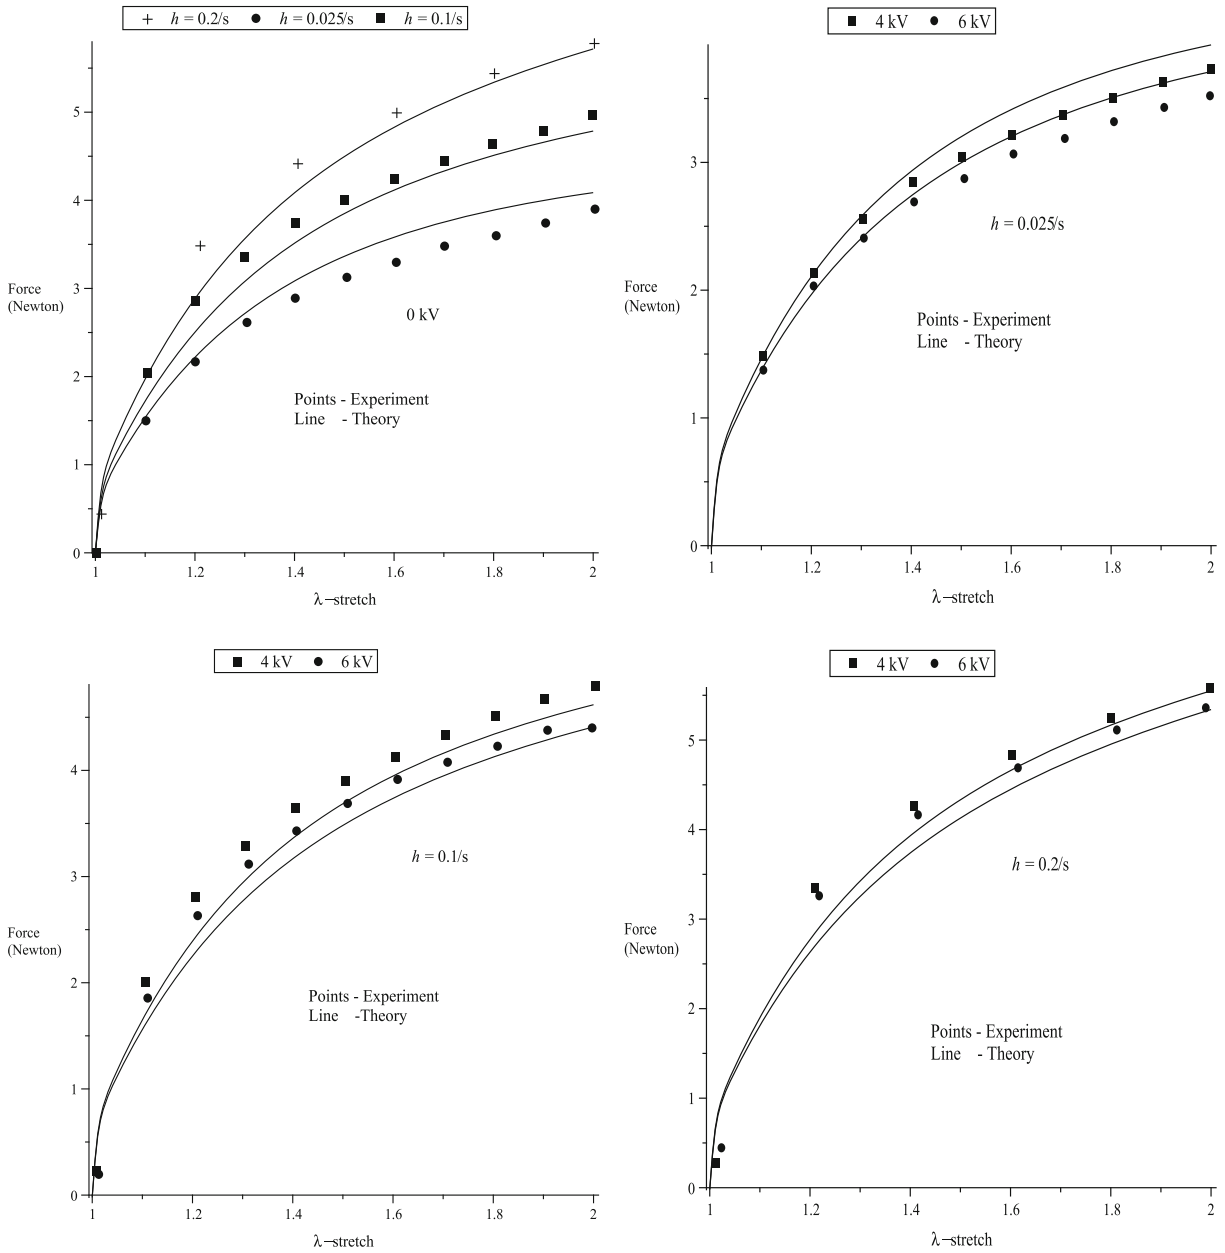 h = 0.2/s h = 0.025/s h = 0.1/s
5
4
3
2
1
0
Force
(Newton)
0 kV
Points - Experiment
Line - Theory
1 1.2 1.4 1.6 1.8 2
λ−stretch
4 kV 6 kV
3
2
1
0
Force
(Newton)
h = 0.025/s
Points - Experiment
Line - Theory
1 1.2 1.4 1.6 1.8 2
λ−stretch
4 kV 6 kV
4
3
2
1
0
Force
(Newton)
h = 0.1/s
Points - Experiment
Line -Theory
1 1.2 1.4 1.6 1.8 2
λ−stretch
4 kV 6 kV
5
4
3
2
1
0
Force
(Newton)
h = 0.2/s
Points - Experiment
Line - Theory
1 1.2 1.4 1.6 1.8 2
λ−stretch